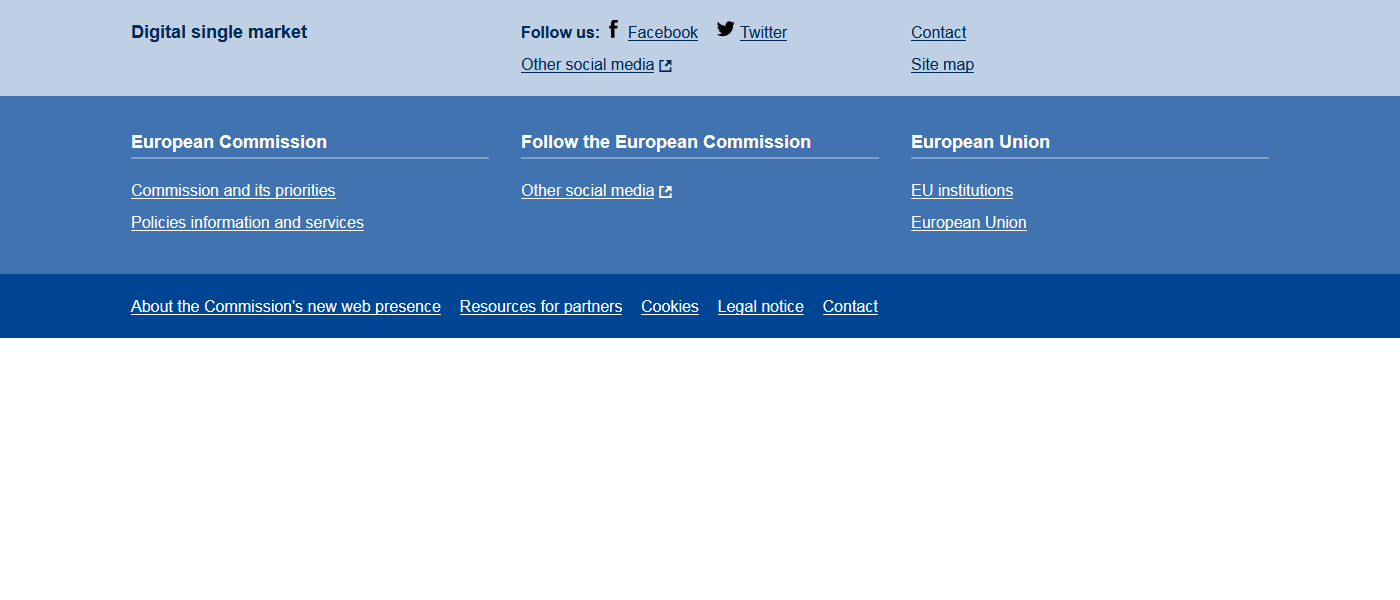 Digital single market
Follow us: Facebook Twitter
Other social media
Contact
Site map
European Commission
Commission and its priorities
Policies information and services
Follow the European Commission
Other social media
European Union
EU institutions
European Union
About the Commission's new web presence Resources for partners Cookies Legal notice Contact